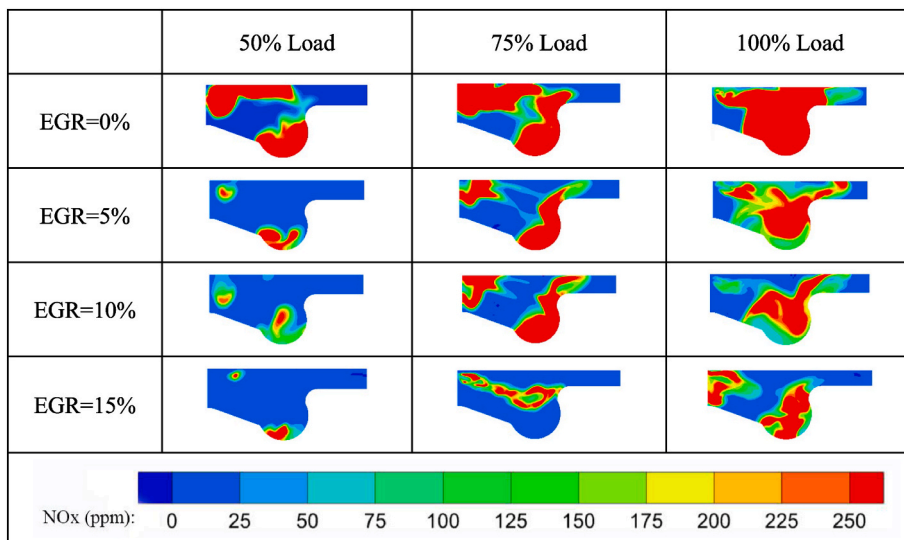 50% Load 75% Load 100% Load
EGR=0%
EGR=5%
EGR=10%
EGR=15%
NOx (ppm): 0 25 50 75 100 125 150 175 200 225 250